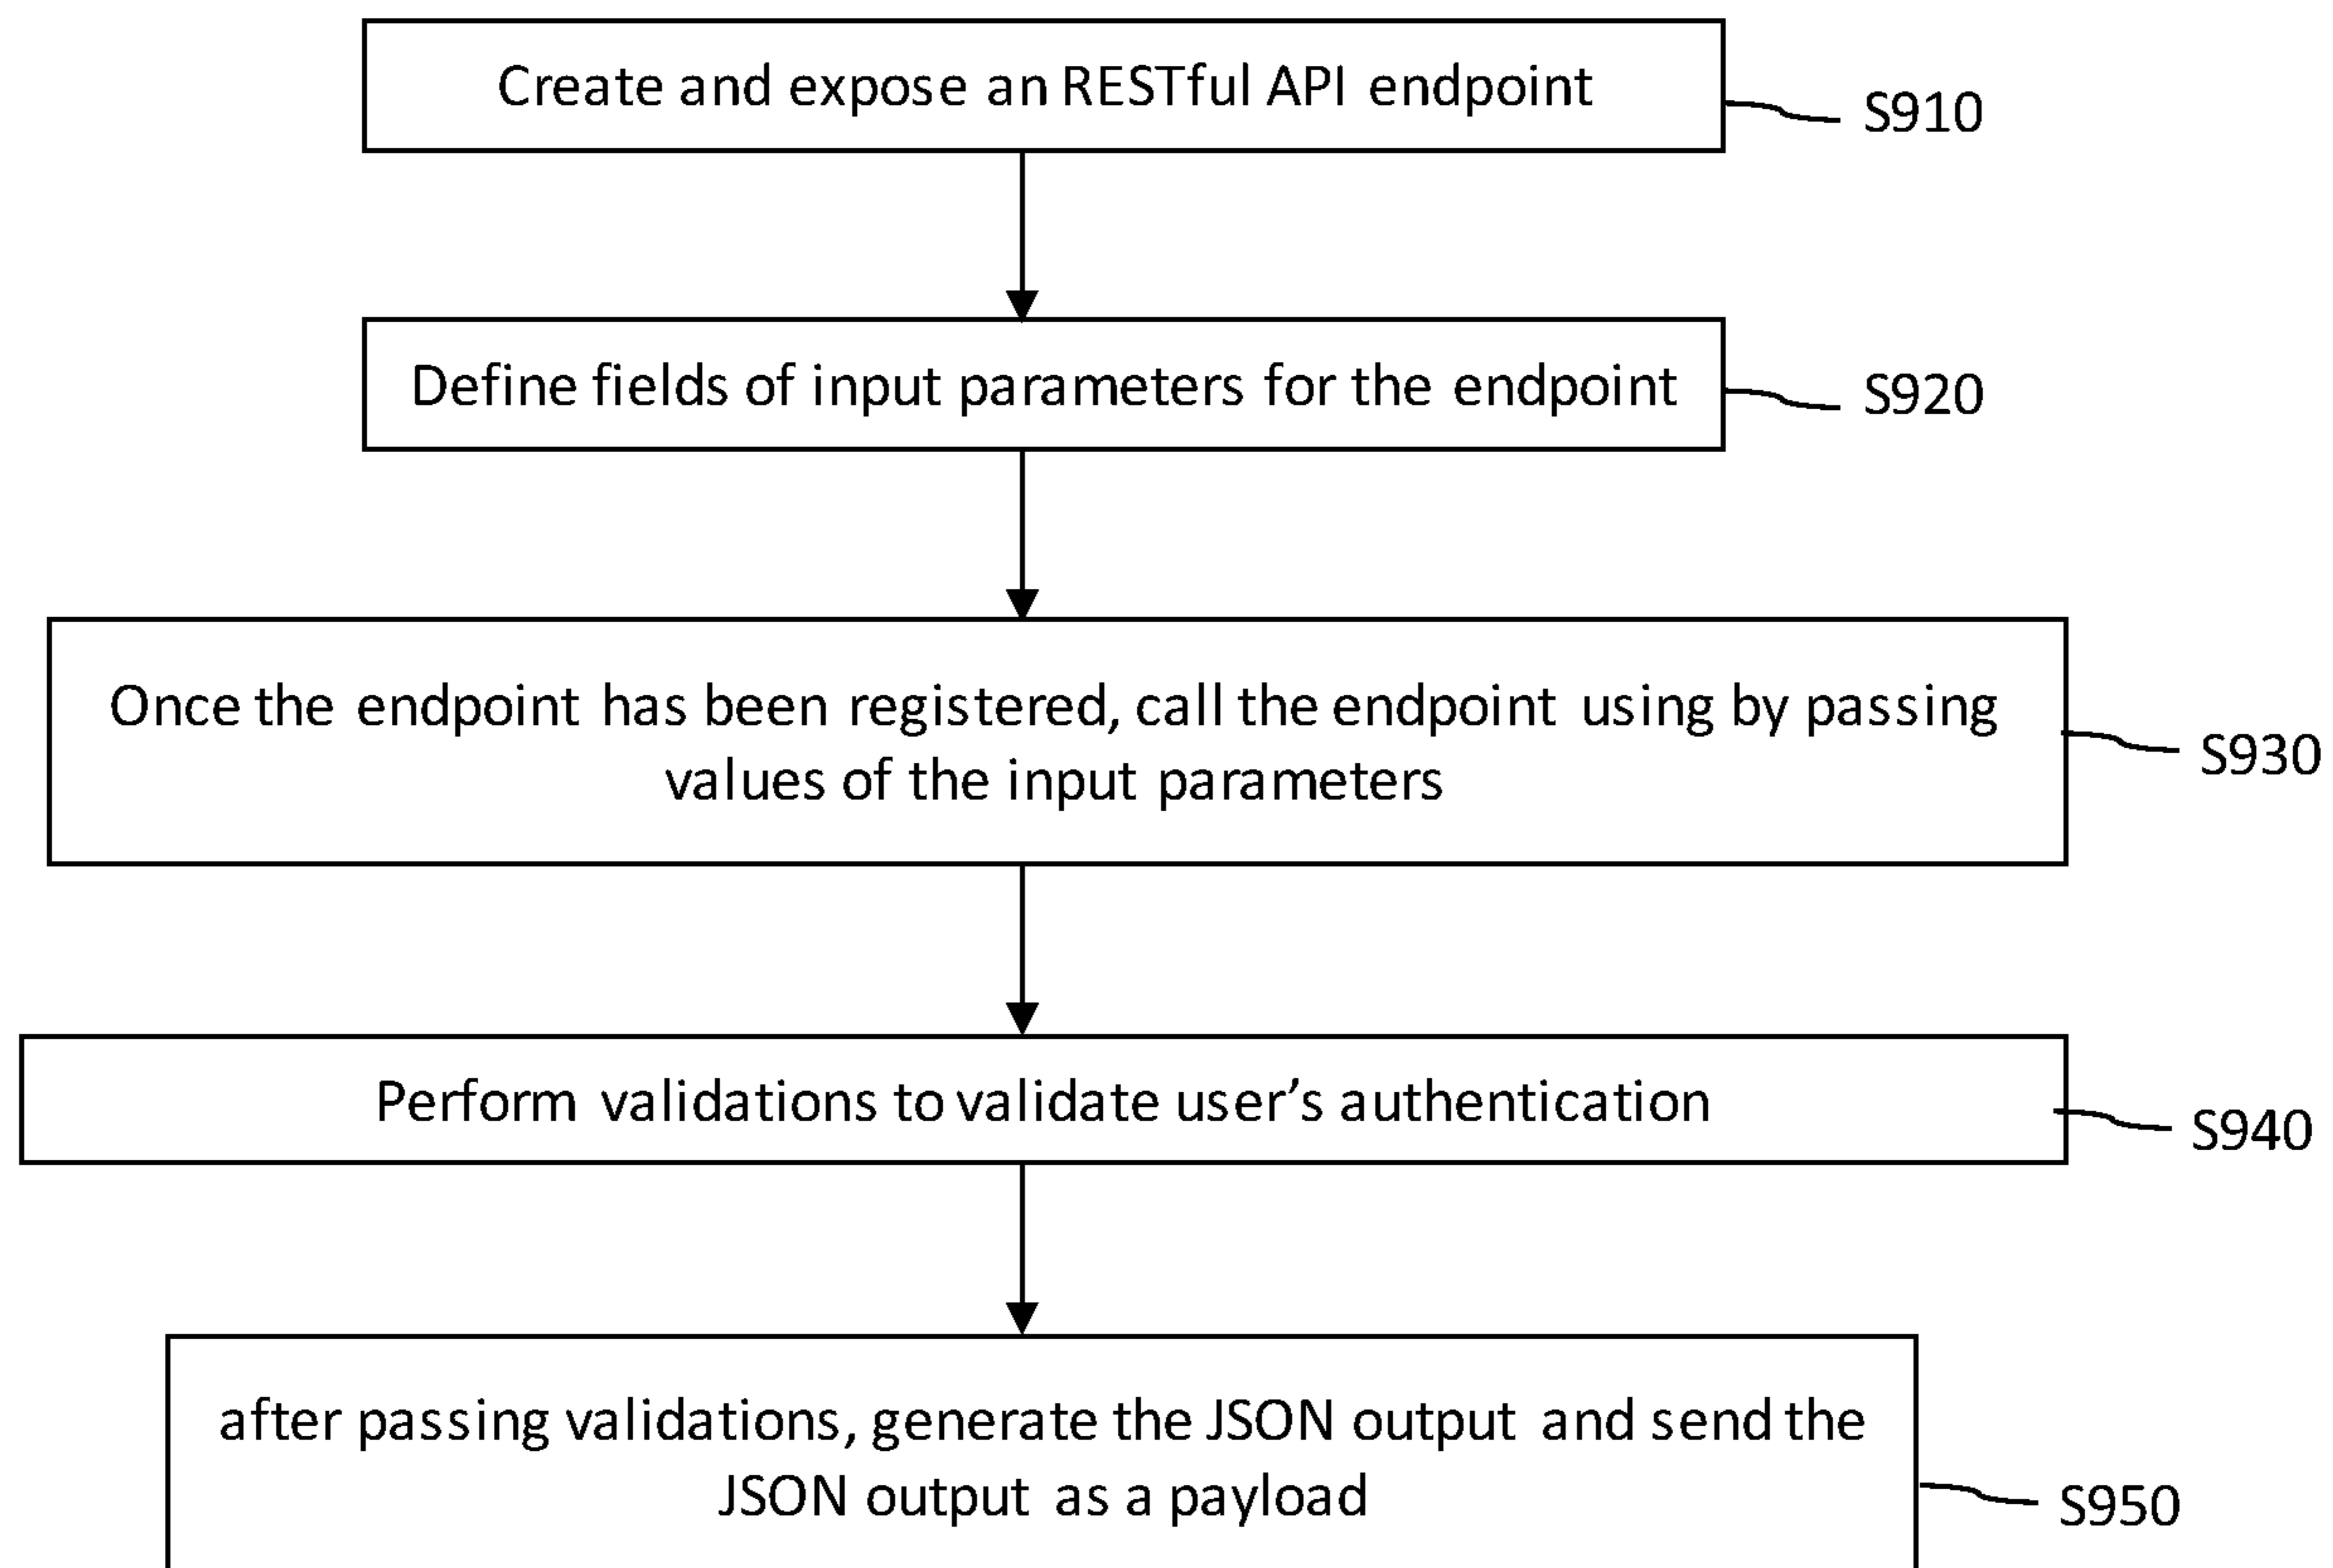 Create and expose an RESTful API endpoint
S910
Define fields of input parameters for the endpoint
S920
Once the endpoint has been registered, call the endpoint using by passing
values of the input parameters
S930
Perform validations to validate user’s authentication
S940
after passing validations, generate the JSON output and send the
JSON output as a payload
S950